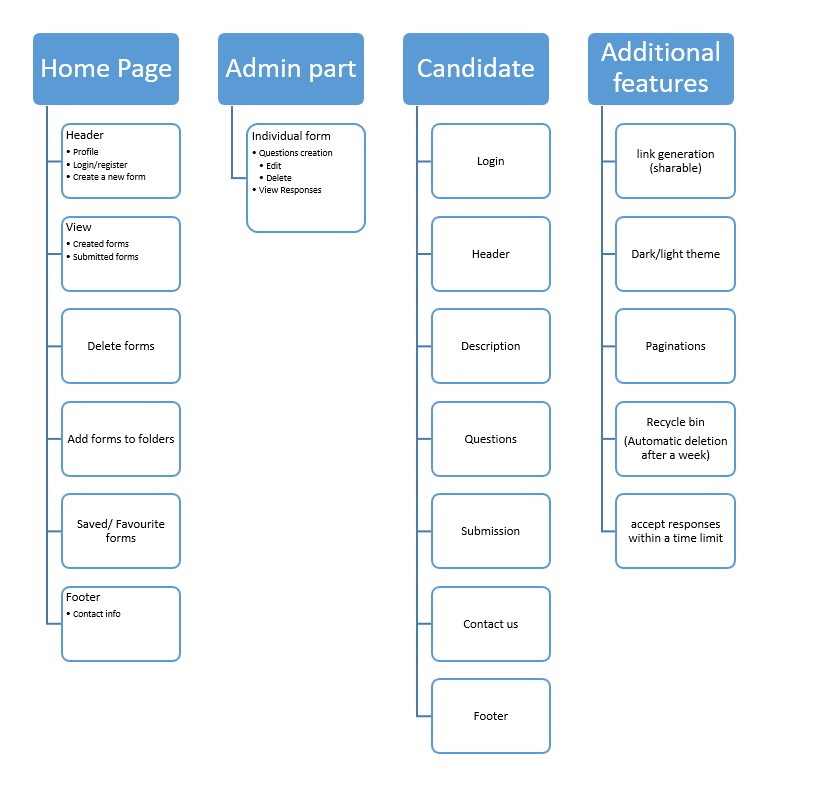 Home Page
Header
• Profile
• Login/register
• Create a new form
View
• Created forms
• Submitted forms
Delete forms
Add forms to folders
Saved/ Favourite
forms
Footer
• Contact info
Admin part
Individual form
• Questions creation
• Edit
• Delete
• View Responses
Candidate
Login
Header
Description
Questions
Submission
Contact us
Footer
Additional
features
link generation
(sharable)
Dark/light theme
Paginations
Recycle bin
(Automatic deletion
after a week)
accept responses
within a time limit